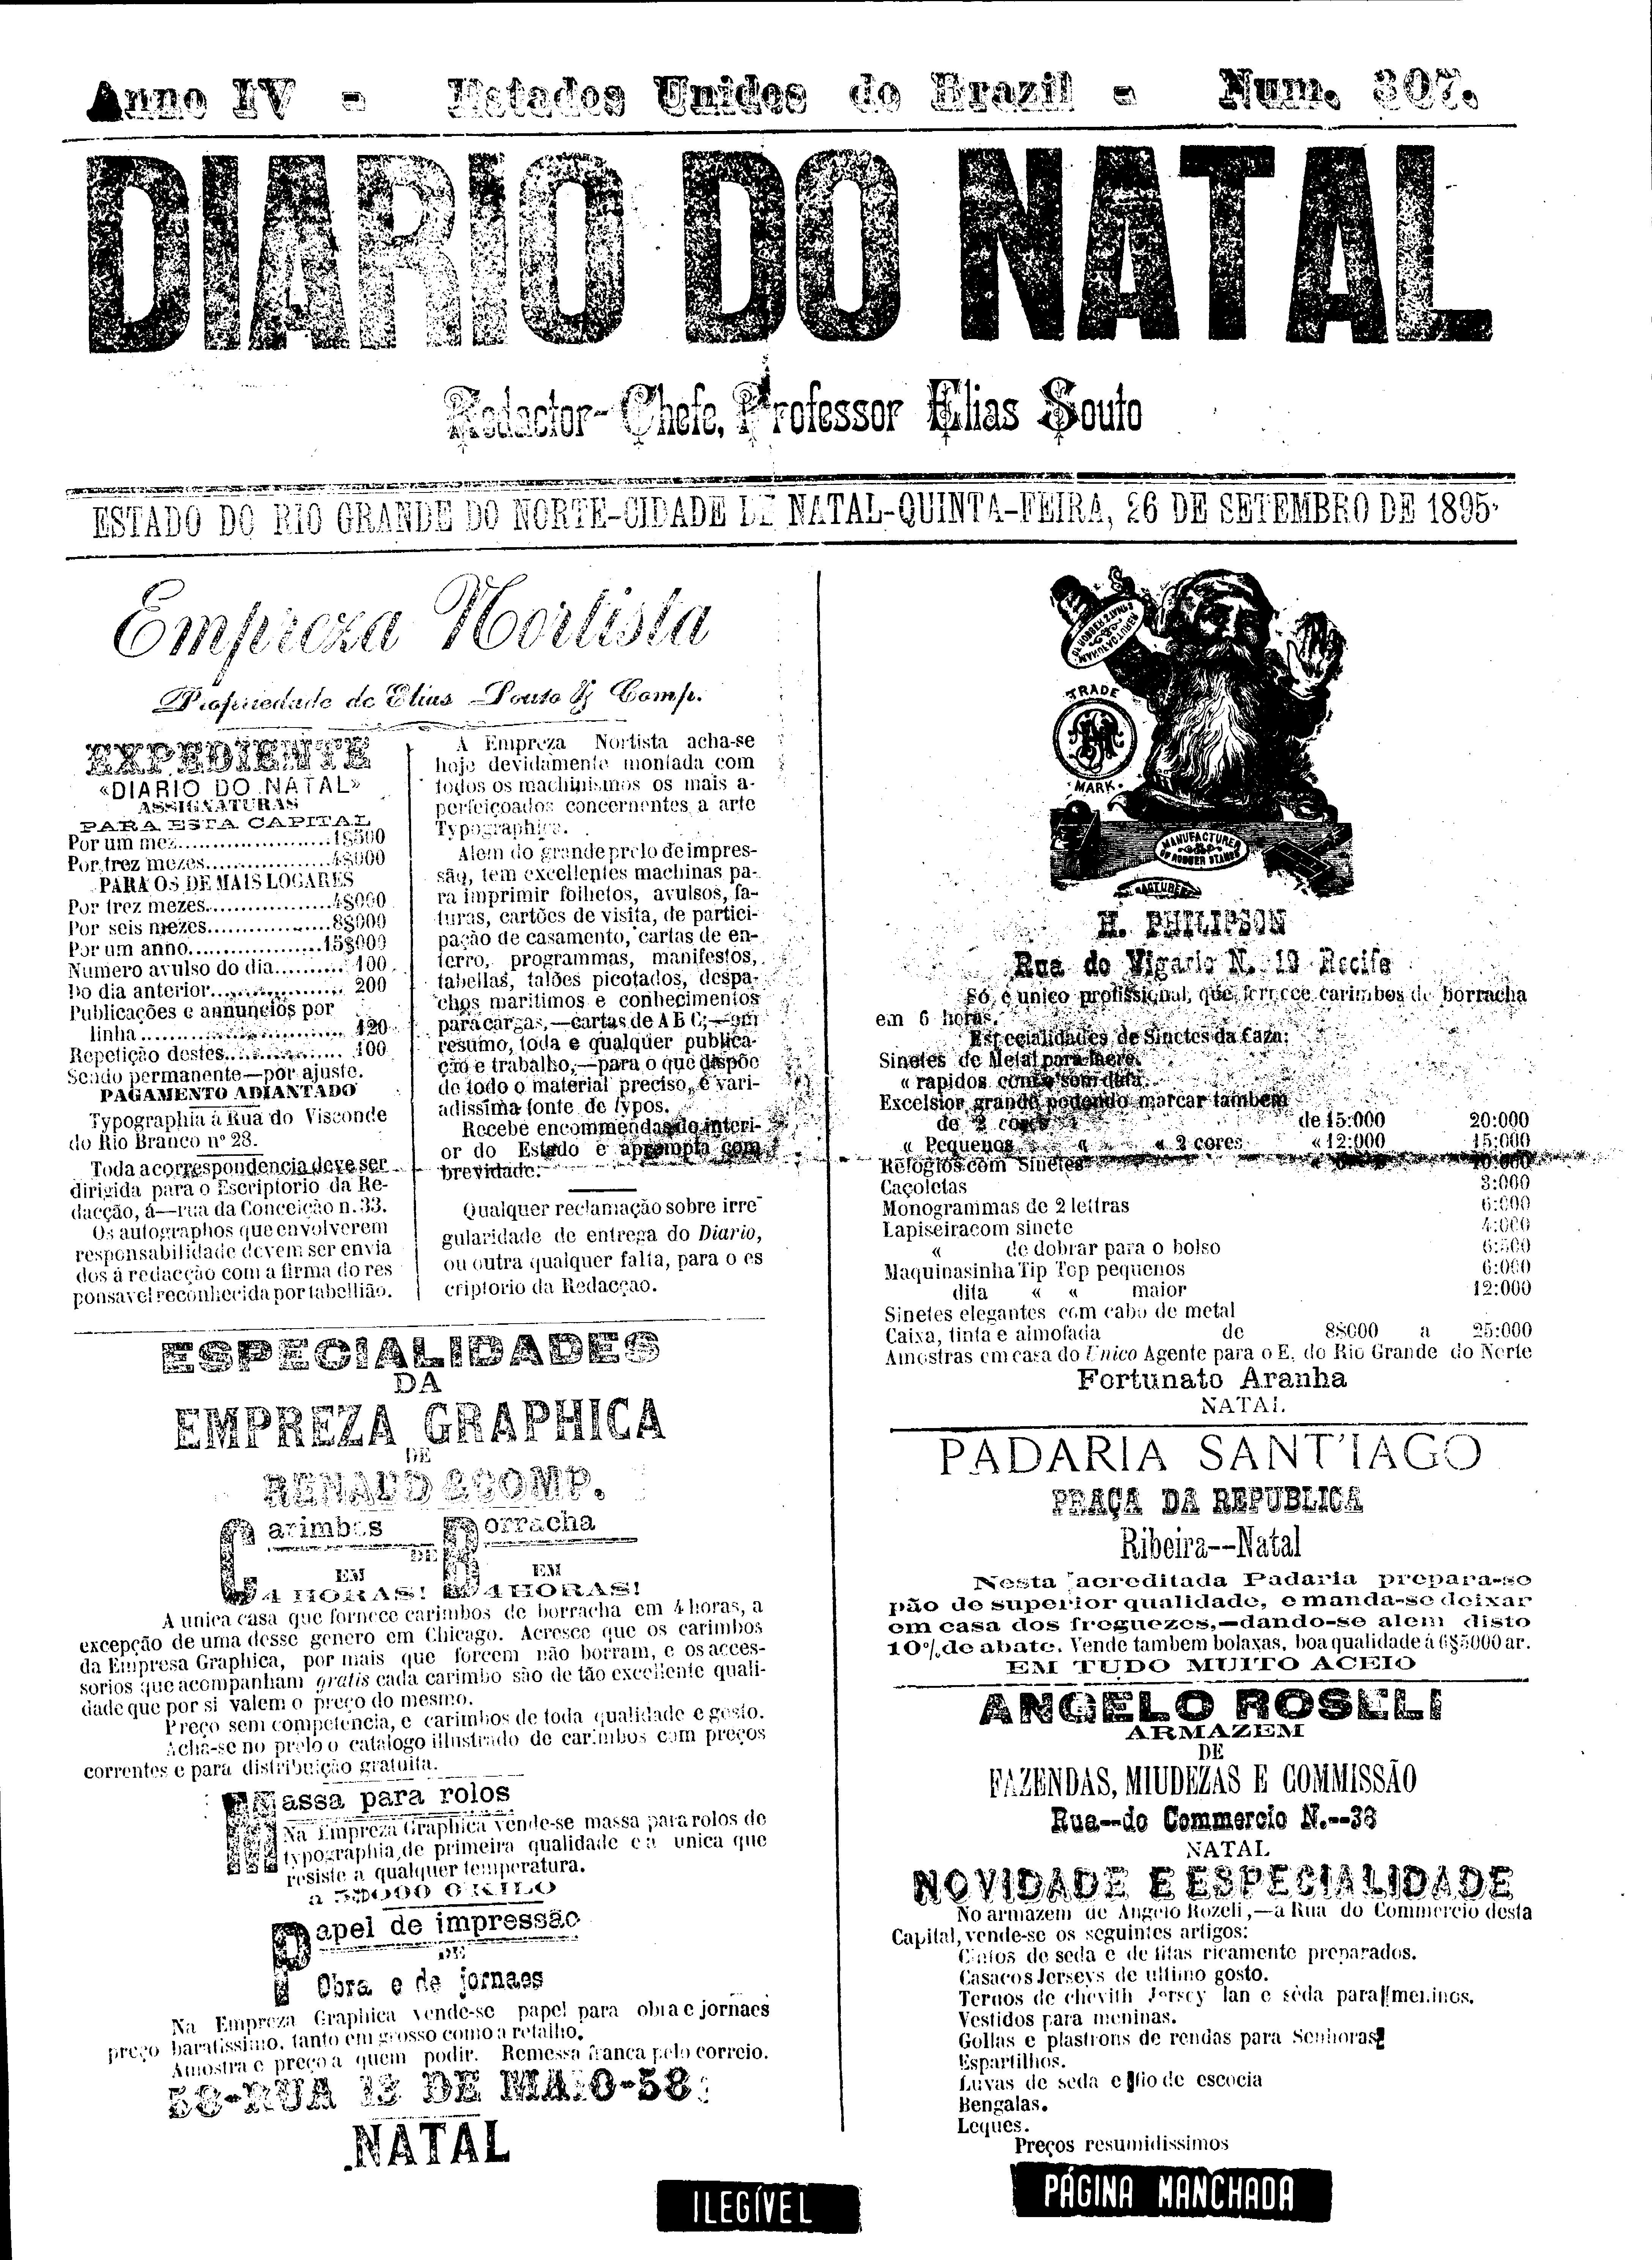 Anno IV - Estados Unidos do Brazil - Num. 307.
DIARIO DO NATAL
Redactor-Chefe, Professor Elias Souto
ESTADO DO RIO GRANDE DO NORTE-CIDADE DE NATAL-QUINTA-FEIRA, 26 DE SETEMBRO DE 1895
Empreza Nortista
Propriedade de Elias Souto & Comp.
EXPEDIENTE
«DIARIO DO NATAL»
ASSIGNATURAS
PARA ESTA CAPITAL
Por um mez......................1$500
Por trez mezes..................4$000
PARA OS DE MAIS LOGARES
Por trez mezes..................4$000
Por seis mezes..................8$000
Por um anno...................15$000
Numero avulso do dia.......... 100
Do dia anterior................... 200
Publicações e annuncios por
linha.............................. 120
Repetição destes................. 100
Sendo permanente—por ajuste.
PAGAMENTO ADIANTADO
Typographia à Rua do Visconde
do Rio Branco nº 28.
Toda a correspondencia deve ser
dirigida para o Escriptorio da Re-
dacção, á—rua da Conceição n. 33.
Os autographos que envolverem
responsabilidade devem ser envia
dos á redacção com a firma do res
ponsavel reconhecida por tabellião.
A Empreza Nortista acha-se
hoje devidamente montada com
todos os machinismos os mais a-
perfeiçoados concernentes a arte
Typographica.
Alem do grande prelo de impres-
são, tem excellentes machinas pa-
ra imprimir folhetos, avulsos, fa-
turas, cartões de visita, de partici-
pação de casamento, cartas de en-
terro, programmas, manifestos,
tabellas, talões picotados, despa-
chos maritimos e conhecimentos
para cargas,—cartas de A B C;—em
resumo, toda e qualquer publica-
ção e trabalho,—para o que dispõe
de todo o material preciso, e vari-
adissima fonte de typos.
Recebe encommendas do interi-
or do Estado e aprompta com
brevidade.
Qualquer reclamação sobre irre
gularidade de entrega do Diario,
ou outra qualquer falta, para o es
criptorio da Redacçao.
ESPECIALIDADES
DA
EMPREZA GRAPHICA
DE
RENAUD & COMP.
Carimbos DE Borracha
EM 4 HORAS! EM 4 HORAS!
A unica casa que fornece carimbos de borracha em 4 horas, a
excepção de uma desse genero em Chicago. Acresce que os carimbos
da Empresa Graphica, por mais que forcem não borram, e os acces-
sorios que acompanham gratis cada carimbo são de tão excellente quali-
dade que por si valem o preço do mesmo.
Preço sem competencia, e carimbos de toda qualidade e gosto.
Acha-se no prelo o catalogo illustrado de carimbos com preços
correntes e para distribuição gratuita.
Massa para rolos
Na Empreza Graphica vende-se massa para rolos de
typographia, de primeira qualidade e a unica que
resiste a qualquer temperatura.
a 5$000 O KILO
Papel de impressão
DE
Obra e de jornaes
Na Empreza Graphica vende-se papel para obra e jornaes
preço baratissimo, tanto em grosso como a retalho.
Amostra e preço a quem podir. Remessa franca pelo correio.
58-RUA 13 DE MAIO-58
NATAL
TRADE
MARK.
MANUFACTURER
OF RUBBER STAMPS
H. PHILIPSON
Rua do Vigario N. 19 Recife
Só, e unico profissional, que fornece carimbos de borracha
em 6 horas.
Especialidades de Sinetes da Caza:
Sinetes de Metal para lacre.
« rapidos com e sem data.
Excelsior grande podendo marcar tambem
de 2 cores de 15:000 20:000
« Pequenos « « 2 cores « 12:000 15:000
Relogios com Sinetes 10:000
Caçoletas 3:000
Monogrammas de 2 lettras 6:000
Lapiseira com sinete 4:000
« de dobrar para o bolso 6:500
Maquinasinha Tip Top pequenos 6:000
dita « « maior 12:000
Sinetes elegantes com cabo de metal
Caixa, tinta e almofada de 8$000 a 25:000
Amostras em casa do Unico Agente para o E. do Rio Grande do Norte
Fortunato Aranha
NATAL
PADARIA SANT'IAGO
PRAÇA DA REPUBLICA
Ribeira--Natal
Nesta acreditada Padaria prepara-se
pão de superior qualidade, e manda-se deixar
em casa dos freguezes,—dando-se alem disto
10%. de abate. Vende tambem bolaxas, boa qualidade á 6$5000 ar.
EM TUDO MUITO ACEIO
ANGELO ROSELI
ARMAZEM
DE
FAZENDAS, MIUDEZAS E COMMISSÃO
Rua--do Commercio N.--38
NATAL
NOVIDADE E ESPECIALIDADE
No armazem de Angelo Rozeli,—a Rua do Commercio desta
Capital, vende-se os seguintes artigos:
Cintos de seda e de fitas ricamente preparados.
Casacos Jerseys de ultimo gosto.
Ternos de chevith Jersey lan e sêda para meninos.
Vestidos para meninas.
Gollas e plastrons de rendas para Senhoras
Espartilhos.
Luvas de seda e fio de escocia
Bengalas.
Leques.
Preços resumidissimos
ILEGÍVEL
PÁGINA MANCHADA